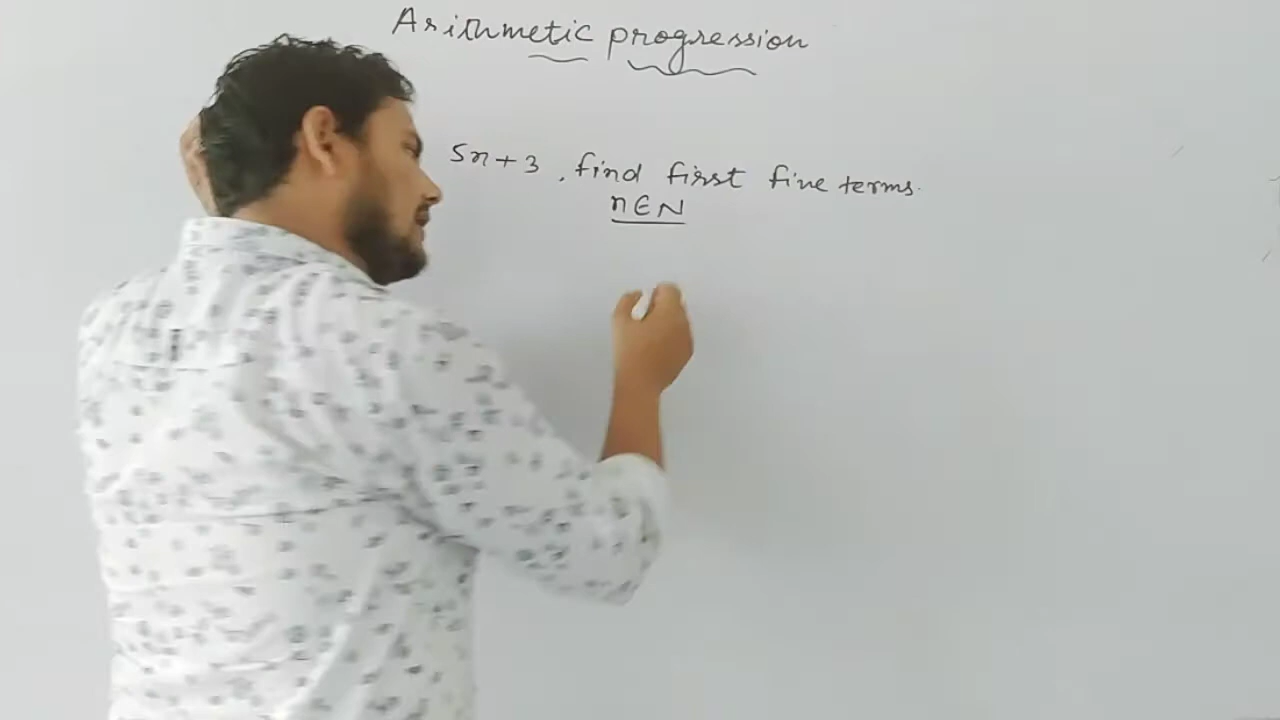 Arithmetic progression
5n+3, find first five terms.
n∈N